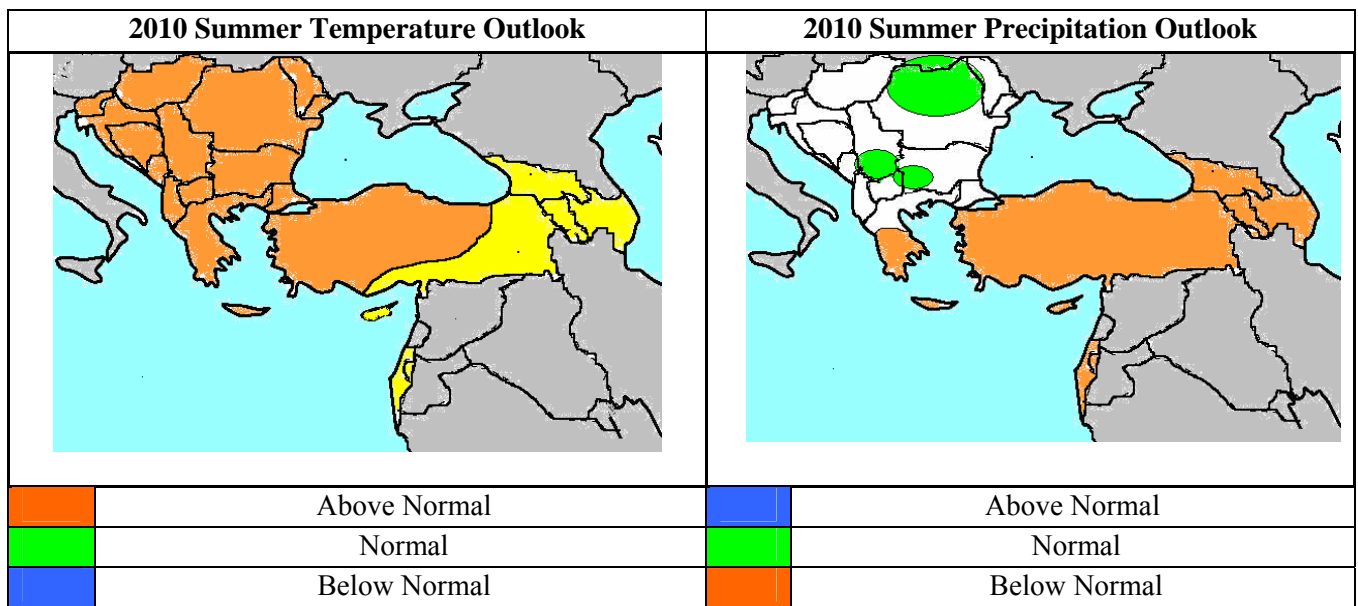 2010 Summer Temperature Outlook
2010 Summer Precipitation Outlook
Above Normal
Above Normal
Normal
Normal
Below Normal
Below Normal